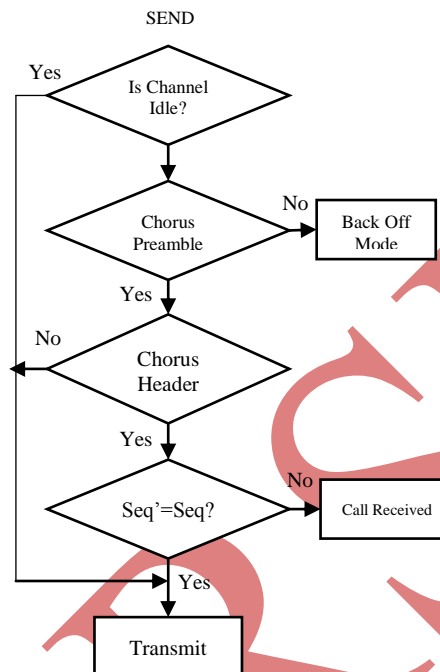 SEND
Yes
Is Channel
Idle?
No
Chorus
Preamble
Back Off
Mode
Yes
No
Chorus
Header
Yes
No
Seq'=Seq?
Call Received
Yes
Transmit